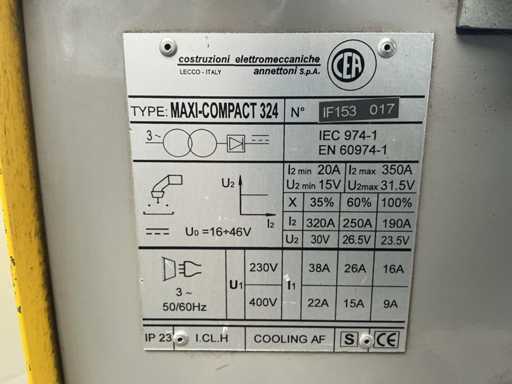 costruzioni elettromeccaniche
LECCO - ITALY annettoni S.p.A.
CEA
TYPE: MAXI-COMPACT 324 N° IF153 017
3~
IEC 974-1
EN 60974-1
I2 min 20A I2 max 350A
U2 min 15V U2max 31.5V
U2
I2
U0 =16÷46V
X 35% 60% 100%
I2 320A 250A 190A
U2 30V 26.5V 23.5V
3~
50/60Hz
U1 230V I1 38A 26A 16A
400V 22A 15A 9A
IP 23 I.CL.H COOLING AF S CE